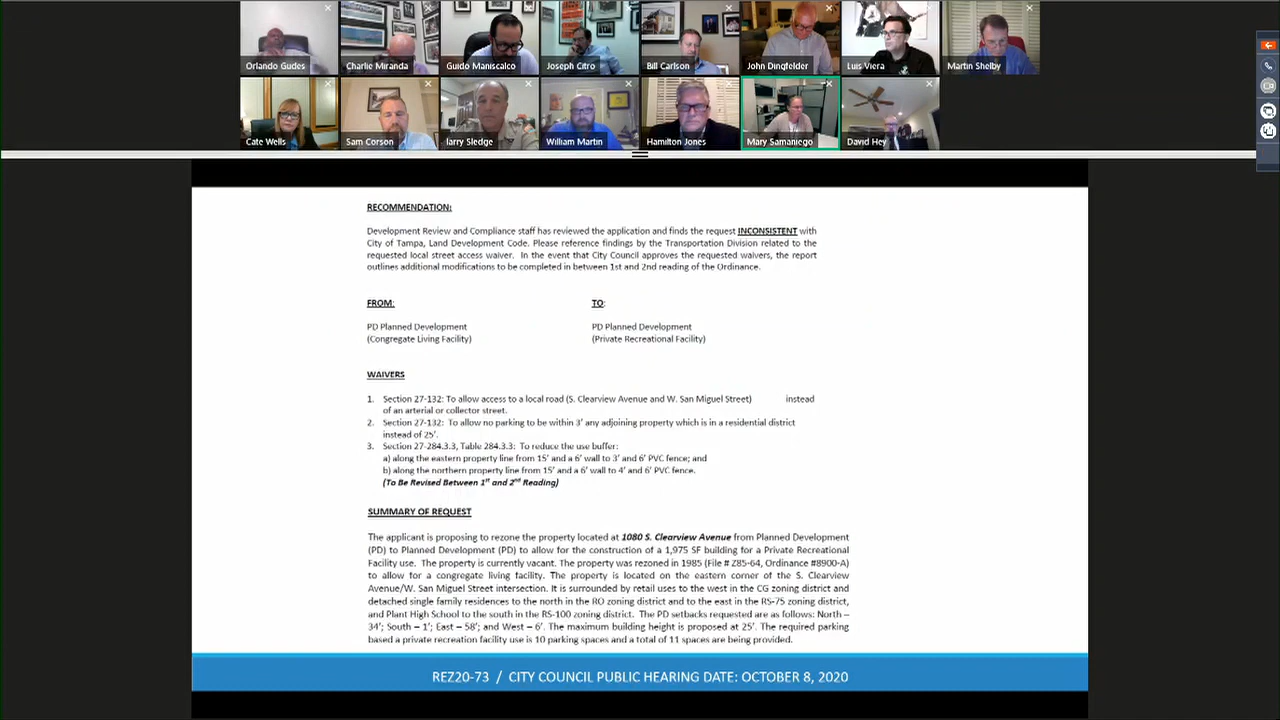 Orlando Gudes
Charlie Miranda
Guido Maniscalco
Joseph Citro
Bill Carlson
John Dingfelder
Luis Viera
Martin Shelby
Cate Wells
Sam Corson
larry Sledge
William Martin
Hamilton Jones
Mary Samaniego
David Hey
RECOMMENDATION:
Development Review and Compliance staff has reviewed the application and finds the request INCONSISTENT with
City of Tampa, Land Development Code. Please reference findings by the Transportation Division related to the
requested local street access waiver. In the event that City Council approves the requested waivers, the report
outlines additional modifications to be completed in between 1st and 2nd reading of the Ordinance.
FROM: TO:
PD Planned Development PD Planned Development
(Congregate Living Facility) (Private Recreational Facility)
WAIVERS
1. Section 27-132: To allow access to a local road (S. Clearview Avenue and W. San Miguel Street) instead
of an arterial or collector street.
2. Section 27-132: To allow no parking to be within 3' any adjoining property which is in a residential district
instead of 25'.
3. Section 27-284.3.3, Table 284.3.3: To reduce the use buffer:
a) along the eastern property line from 15' and a 6' wall to 3' and 6' PVC fence; and
b) along the northern property line from 15' and a 6' wall to 4' and 6' PVC fence.
(To Be Revised Between 1st and 2nd Reading)
SUMMARY OF REQUEST
The applicant is proposing to rezone the property located at 1080 S. Clearview Avenue from Planned Development
(PD) to Planned Development (PD) to allow for the construction of a 1,975 SF building for a Private Recreational
Facility use. The property is currently vacant. The property was rezoned in 1985 (File # Z85-64, Ordinance #8900-A)
to allow for a congregate living facility. The property is located on the eastern corner of the S. Clearview
Avenue/W. San Miguel Street intersection. It is surrounded by retail uses to the west in the CG zoning district and
detached single family residences to the north in the RO zoning district and to the east in the RS-75 zoning district,
and Plant High School to the south in the RS-100 zoning district. The PD setbacks requested are as follows: North –
34'; South – 1'; East – 58'; and West – 6'. The maximum building height is proposed at 25'. The required parking
based a private recreation facility use is 10 parking spaces and a total of 11 spaces are being provided.
REZ20-73 / CITY COUNCIL PUBLIC HEARING DATE: OCTOBER 8, 2020